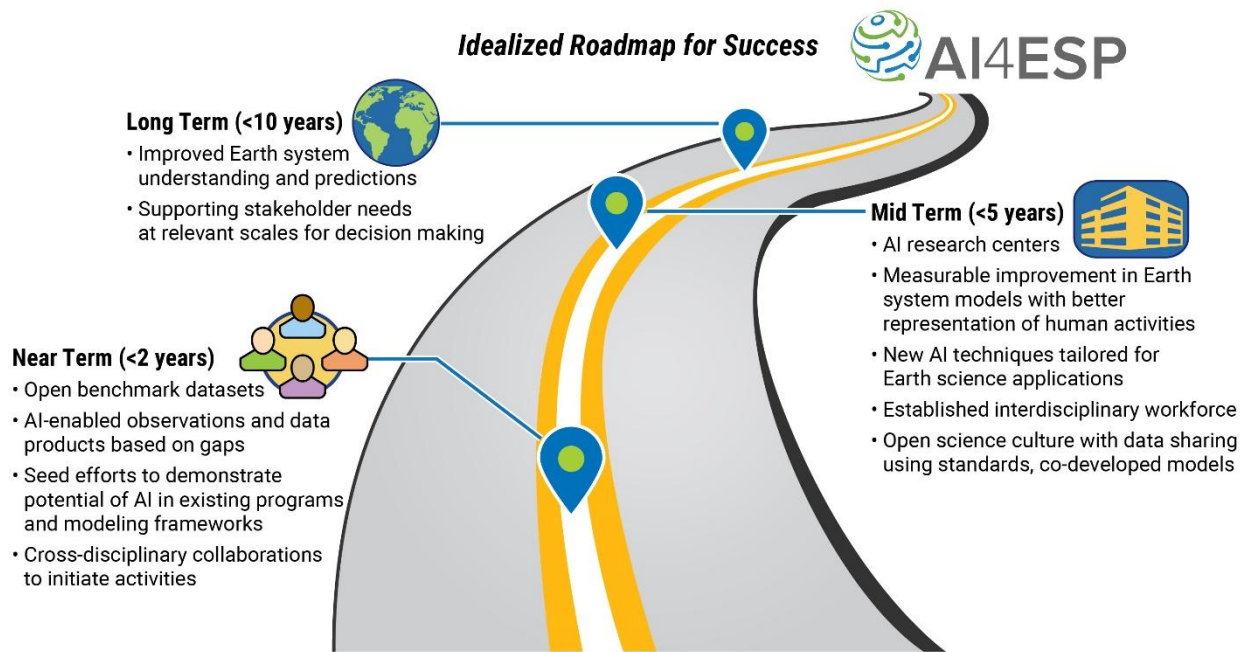 Idealized Roadmap for Success
AI4ESP
Long Term (<10 years)
• Improved Earth system
understanding and predictions
• Supporting stakeholder needs
at relevant scales for decision making
Mid Term (<5 years)
• AI research centers
• Measurable improvement in Earth
system models with better
representation of human activities
• New AI techniques tailored for
Earth science applications
• Established interdisciplinary workforce
• Open science culture with data sharing
using standards, co-developed models
Near Term (<2 years)
• Open benchmark datasets
• AI-enabled observations and data
products based on gaps
• Seed efforts to demonstrate
potential of AI in existing programs
and modeling frameworks
• Cross-disciplinary collaborations
to initiate activities